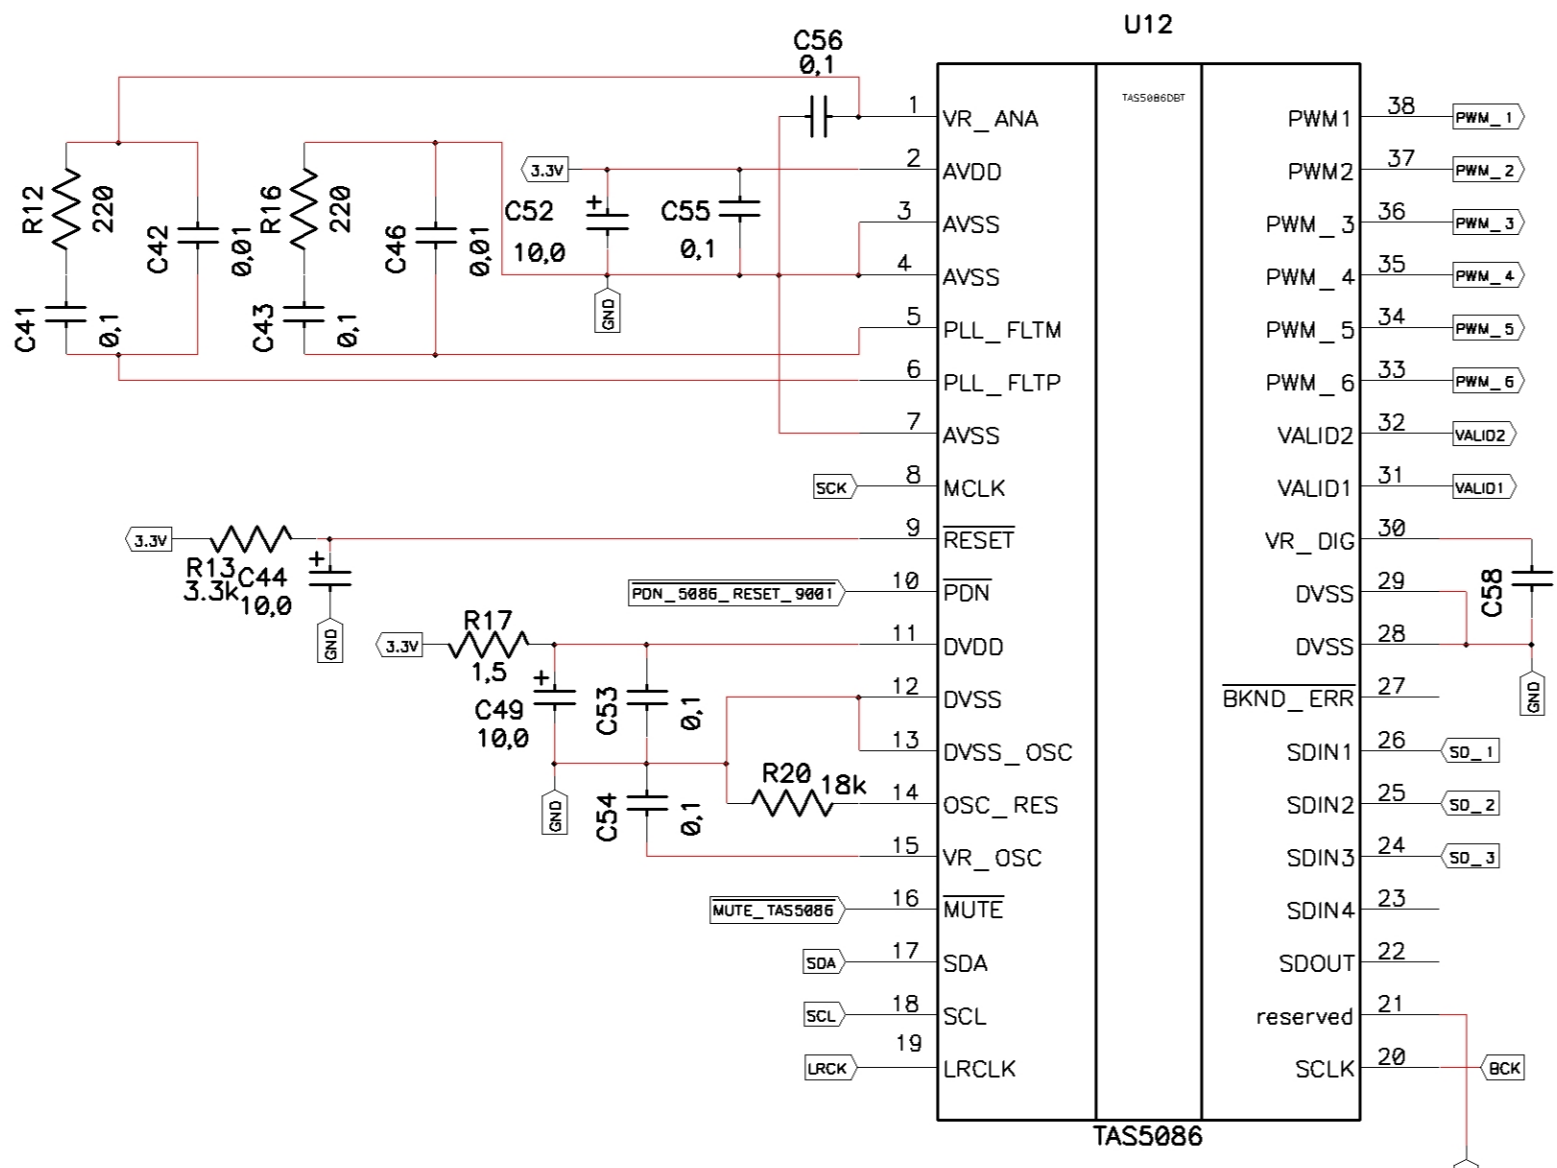 U12
C56
0,1
TAS5086DBT
1
VR_ANA
PWM1
38
PWM_1
3.3V
2
AVDD
PWM2
37
PWM_2
R12
220
C42
0,01
R16
220
C46
0,01
C52
10,0
C55
0,1
3
AVSS
PWM_3
36
PWM_3
4
AVSS
PWM_4
35
PWM_4
GND
C41
0,1
C43
0,1
5
PLL_FLTM
PWM_5
34
PWM_5
6
PLL_FLTP
PWM_6
33
PWM_6
7
AVSS
VALID2
32
VALID2
SCK
8
MCLK
VALID1
31
VALID1
3.3V
R13
3.3k
C44
10,0
GND
9
RESET
VR_DIG
30
C58
PDN_5086_RESET_9001
10
PDN
DVSS
29
3.3V
R17
1,5
11
DVDD
DVSS
28
GND
+
C49
10,0
C53
0,1
12
DVSS
BKND_ERR
27
13
DVSS_OSC
SDIN1
26
SD_1
GND
C54
0,1
R20
18k
14
OSC_RES
SDIN2
25
SD_2
15
VR_OSC
SDIN3
24
SD_3
MUTE_TAS5086
16
MUTE
SDIN4
23
SDA
17
SDA
SDOUT
22
SCL
18
SCL
reserved
21
LRCK
19
LRCLK
SCLK
20
BCK
TAS5086